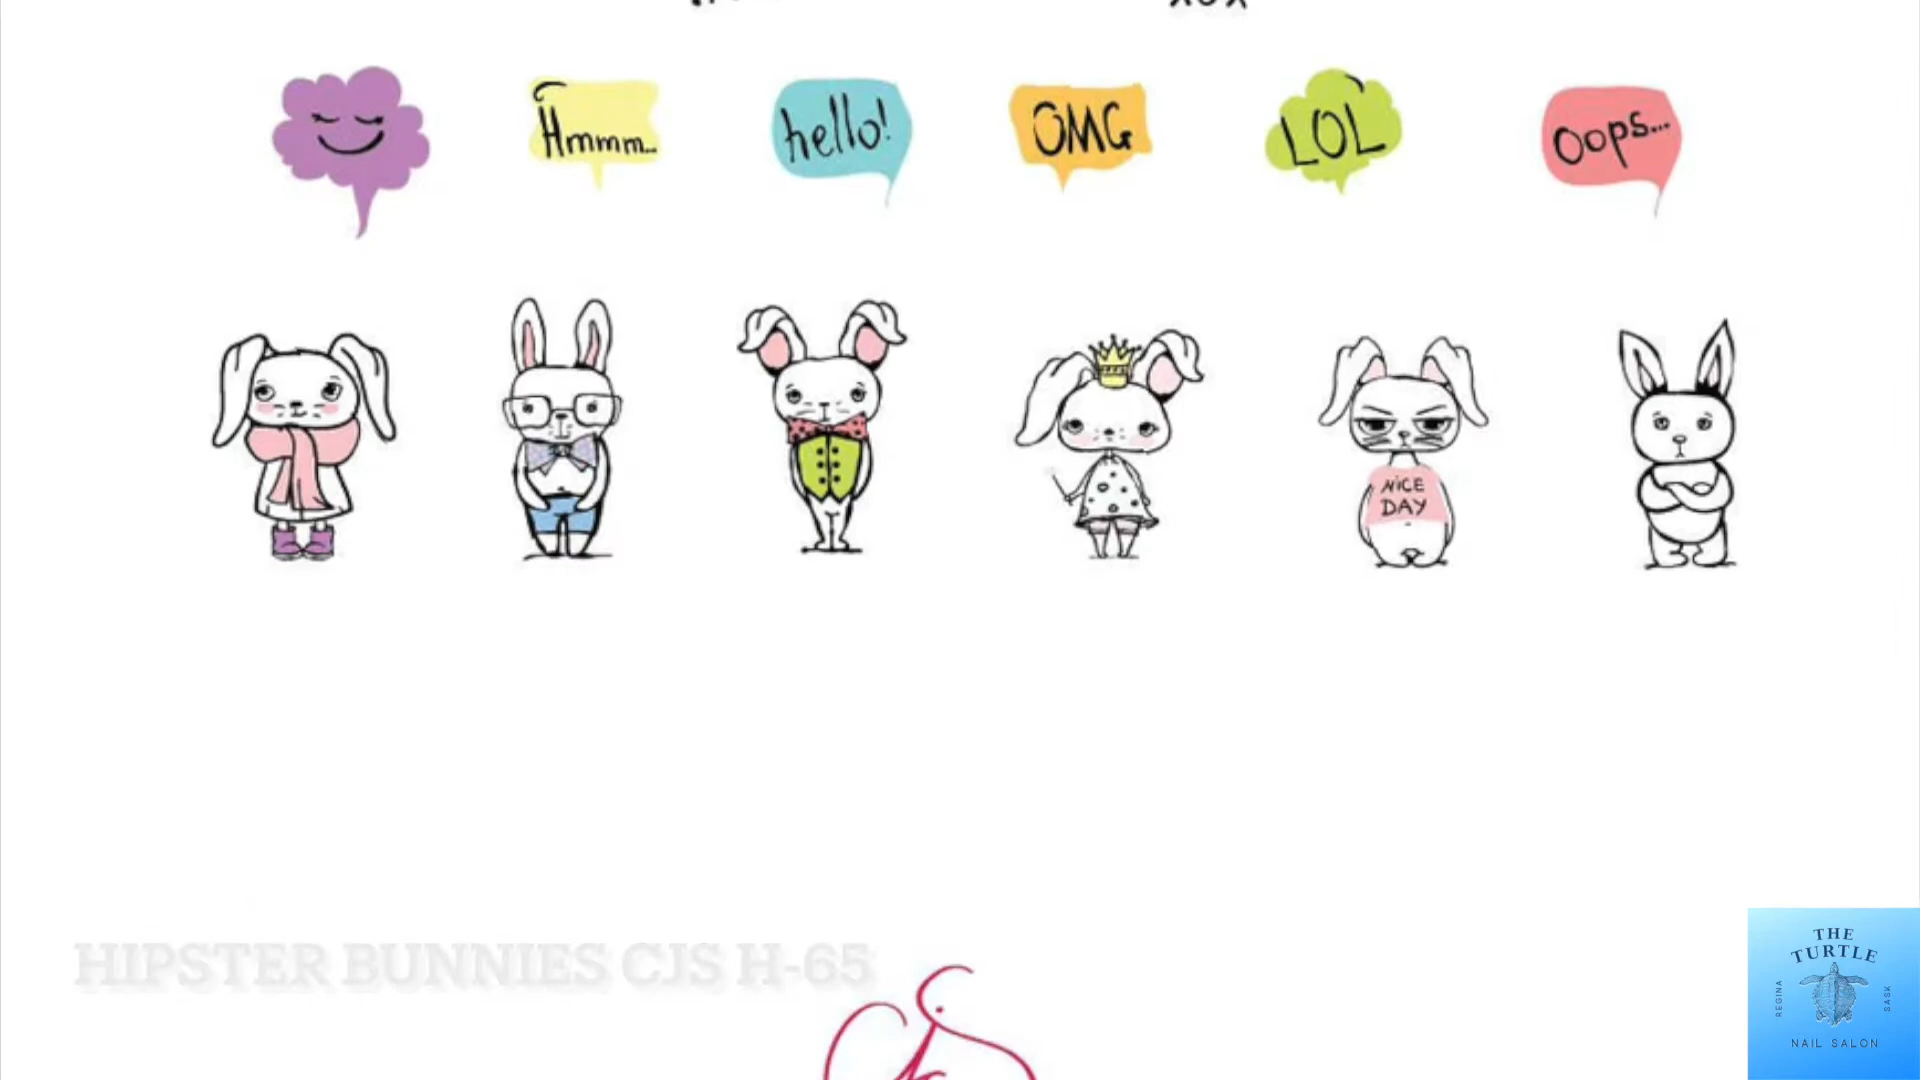 Hmmm..
hello!
OMG
LOL
Oops...
NiCE
DAY
HIPSTER BUNNIES CJS H-65
THE
TURTLE
REGINA
SASK
NAIL SALON